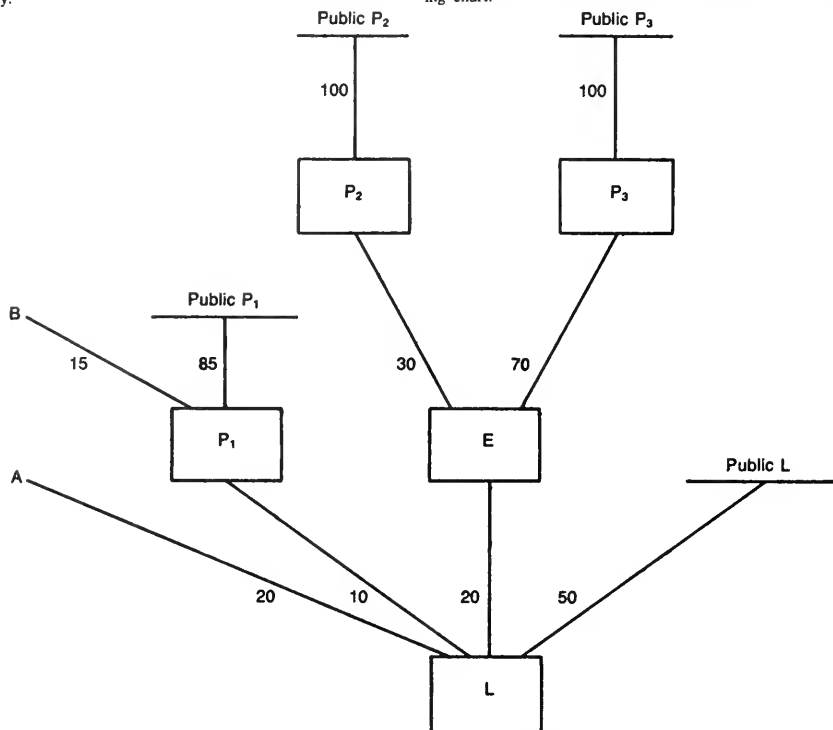 y.
ing chart.
Public P₂
Public P₃
100
100
P₂
P₃
Public P₁
B
15
85
30
70
P₁
E
A
Public L
20
10
20
50
L